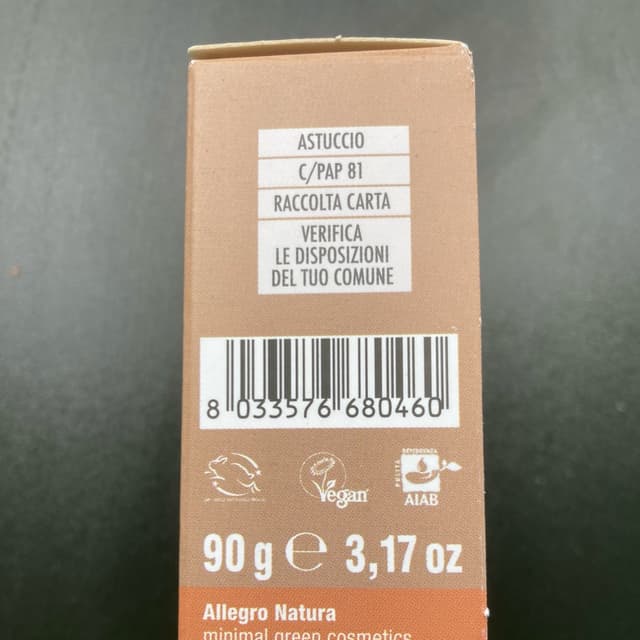 ASTUCCIO
C/PAP 81
RACCOLTA CARTA
VERIFICA
LE DISPOSIZIONI
DEL TUO COMUNE
8 033576 680460
Vegan
AIAB
90 g ℮ 3,17 oz
Allegro Natura
minimal green cosmetics